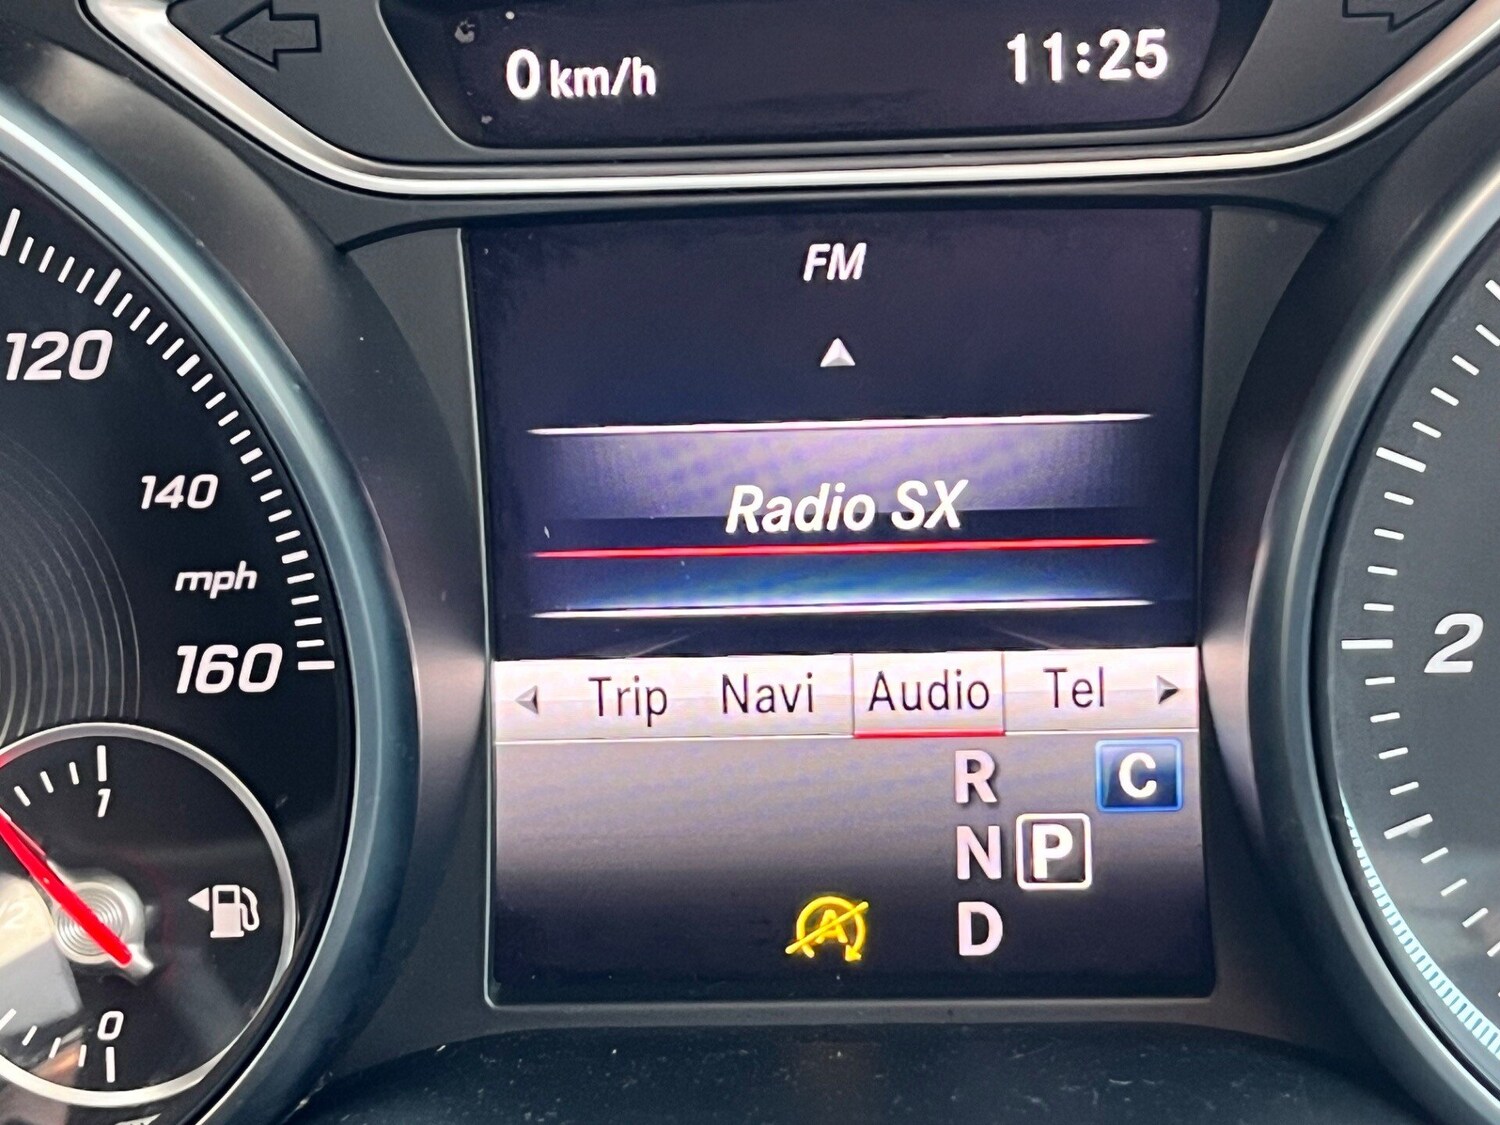 0 km/h 11:25
FM
120
Radio SX
140
mph
160
Trip Navi Audio Tel
2
R C
1
N P
A
D
0